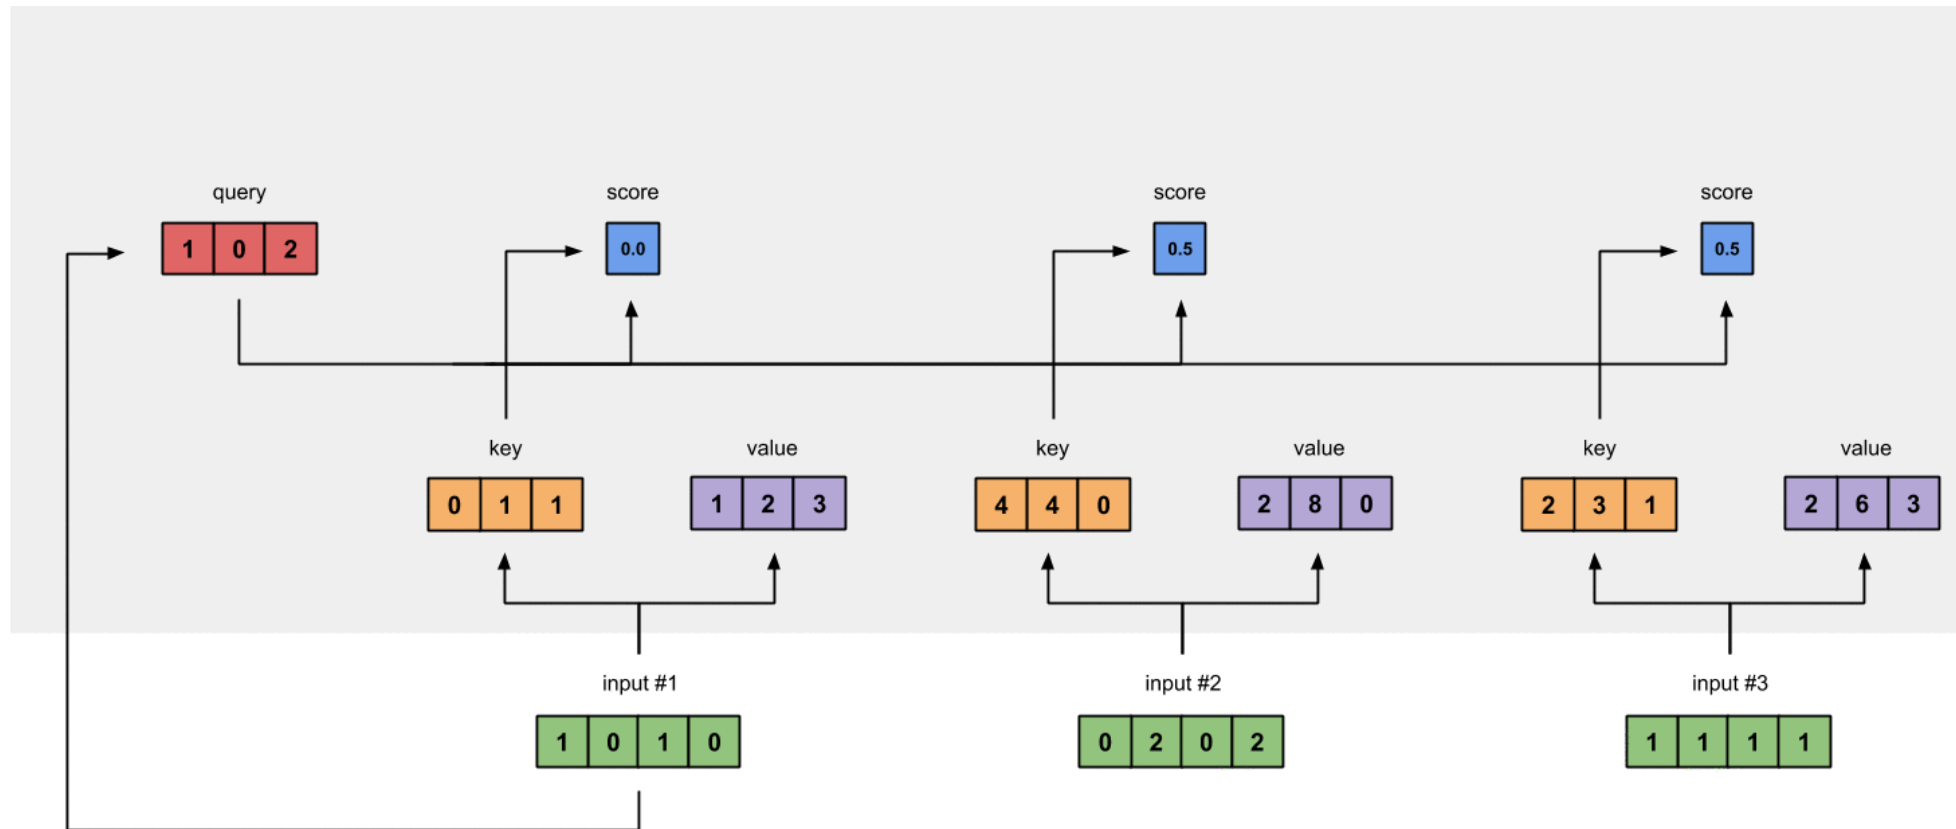 query score score score
1 0 2 0.0 0.5 0.5
key value key value key value
0 1 1 1 2 3 4 4 0 2 8 0 2 3 1 2 6 3
input #1 input #2 input #3
1 0 1 0 0 2 0 2 1 1 1 1